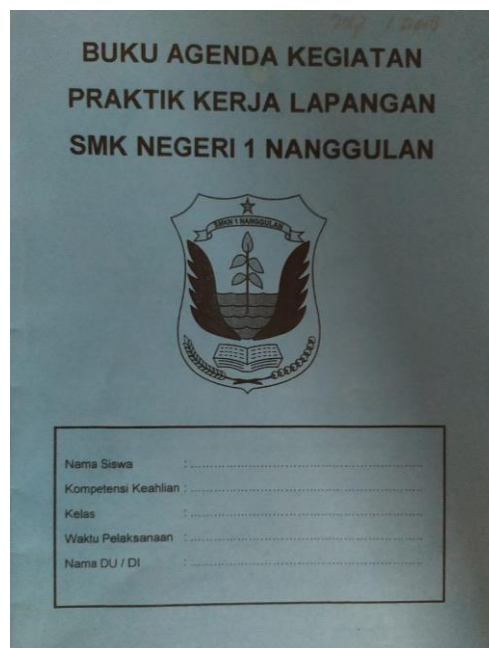 BUKU AGENDA KEGIATAN
PRAKTIK KERJA LAPANGAN
SMK NEGERI 1 NANGGULAN
SMKN 1 NANGGULAN
Nama Siswa : ....................................................
Kompetensi Keahlian : ....................................................
Kelas : ....................................................
Waktu Pelaksanaan : ....................................................
Nama DU / DI : ....................................................